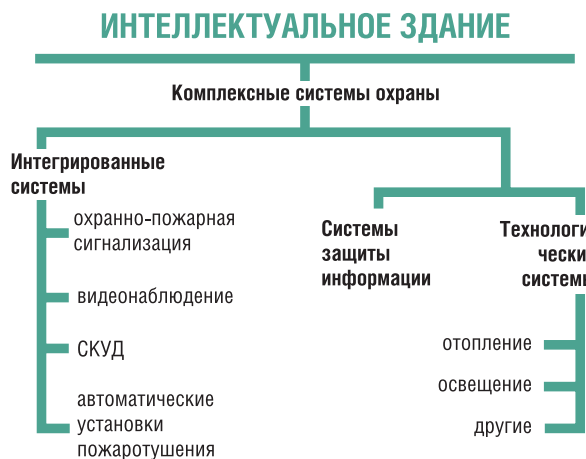 ИНТЕЛЛЕКТУАЛЬНОЕ ЗДАНИЕ
Комплексные системы охраны
Интегрированные
системы
охранно-пожарная
сигнализация
видеонаблюдение
СКУД
автоматические
установки
пожаротушения
Системы
защиты
информации
Технологи
чески
системы
отопление
освещение
другие